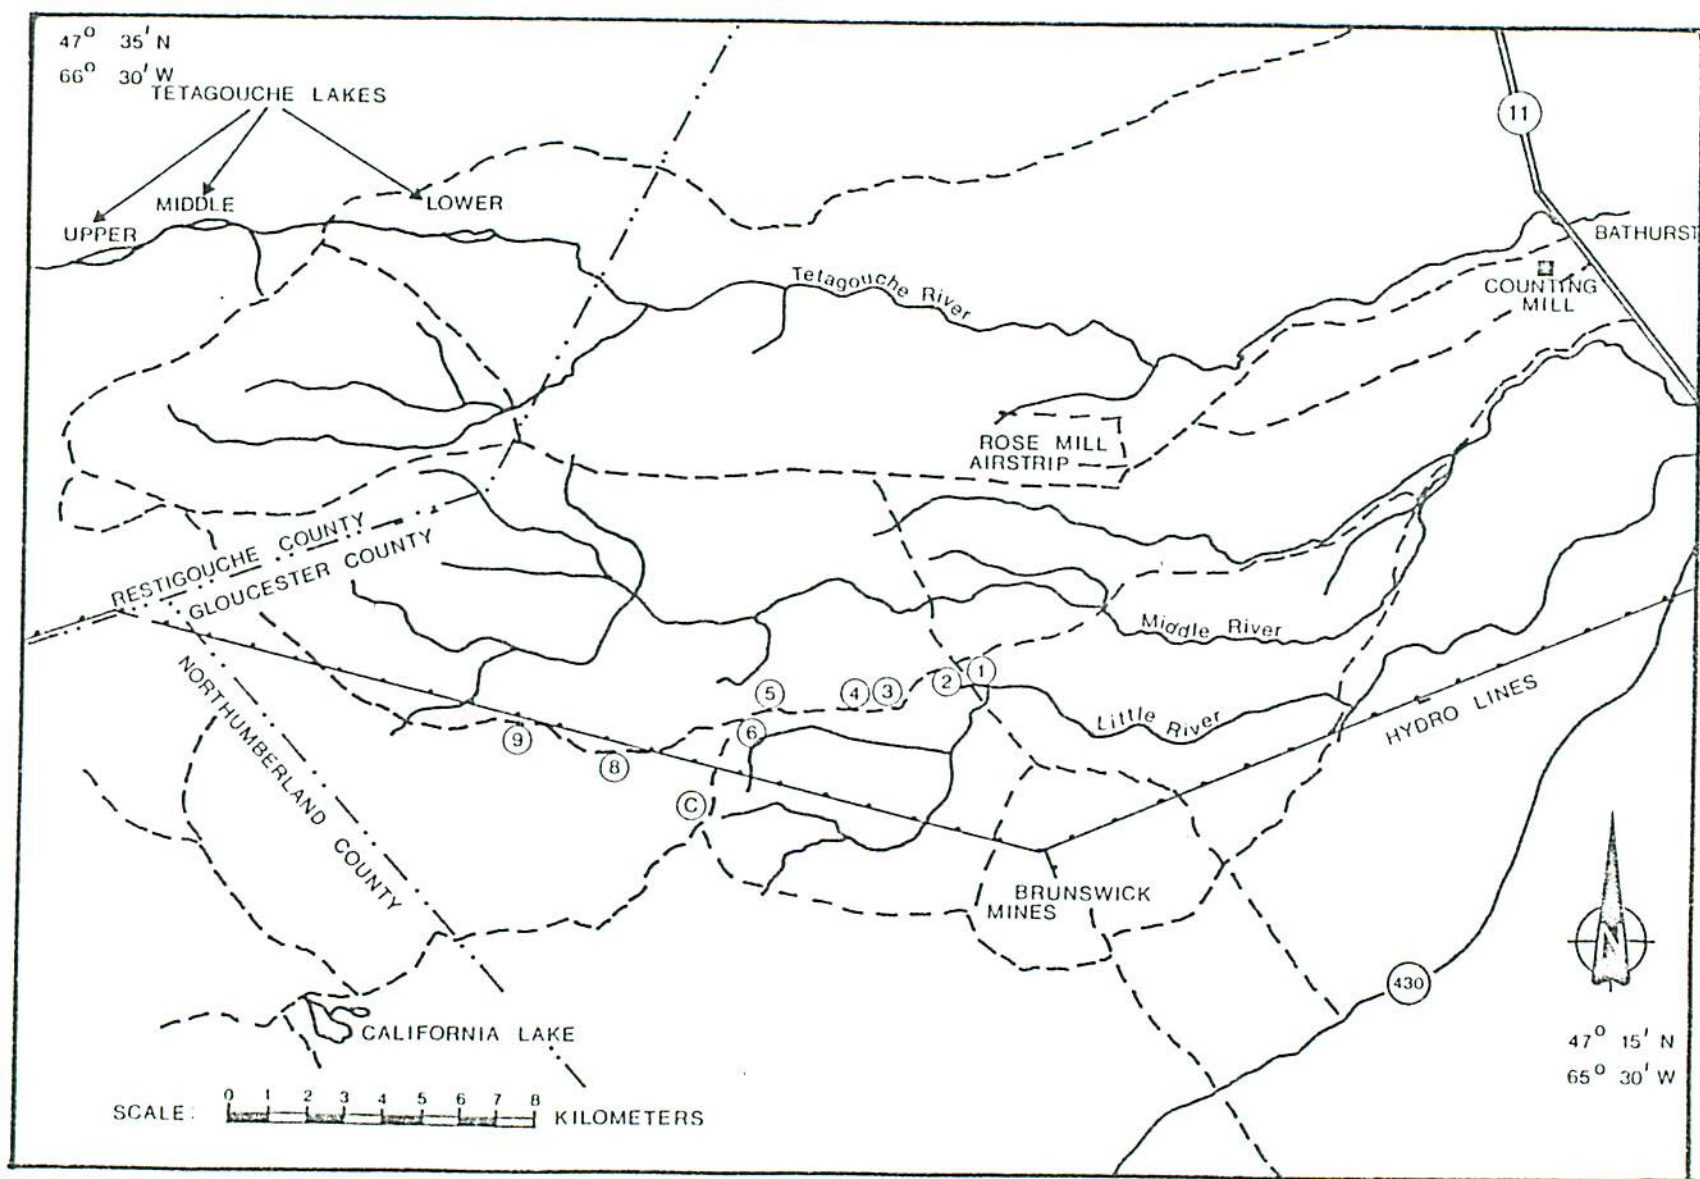 47° 35' N
66° 30' W
TETAGOUCHE LAKES
UPPER
MIDDLE
LOWER
11
BATHURST
COUNTING
MILL
Tetagouche River
ROSE MILL
AIRSTRIP
RESTIGOUCHE COUNTY
GLOUCESTER COUNTY
NORTHUMBERLAND COUNTY
Middle River
Little River
HYDRO LINES
1
2
3
4
5
6
8
9
C
BRUNSWICK
MINES
430
N
CALIFORNIA LAKE
47° 15' N
65° 30' W
SCALE: 0 1 2 3 4 5 6 7 8 KILOMETERS